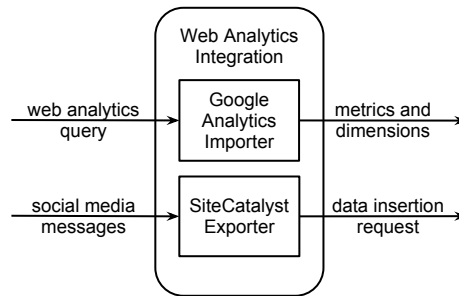 Web Analytics
Integration
web analytics
query
Google
Analytics
Importer
metrics and
dimensions
social media
messages
SiteCatalyst
Exporter
data insertion
request